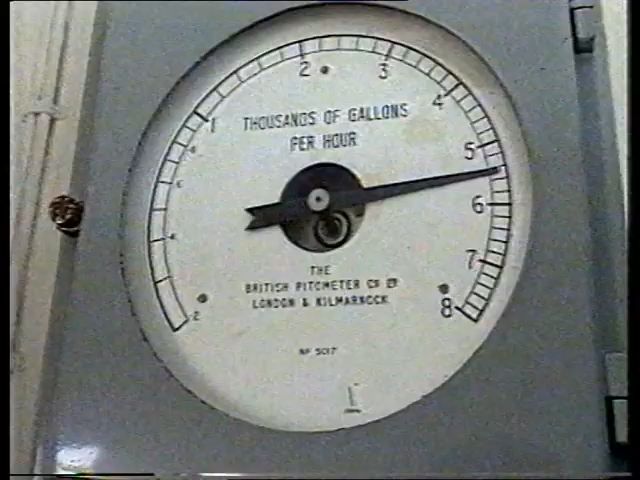 1
2
3
4
5
6
7
8
THOUSANDS OF GALLONS
PER HOUR
THE
BRITISH PITOMETER Co Ld
LONDON & KILMARNOCK
No 5017